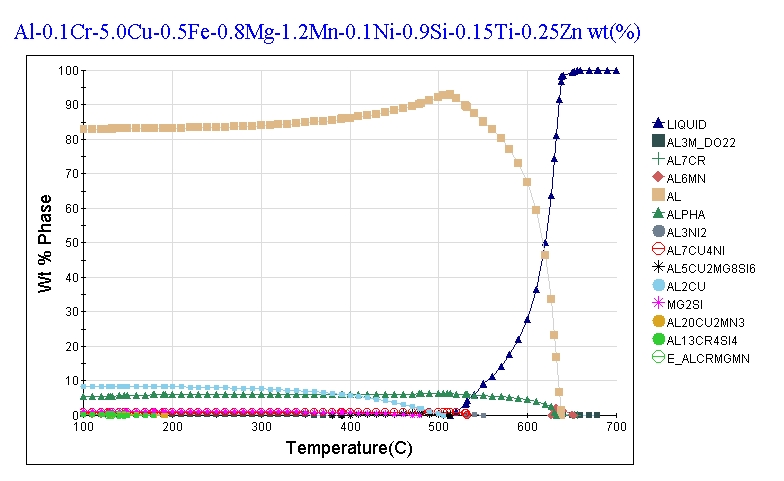 Al-0.1Cr-5.0Cu-0.5Fe-0.8Mg-1.2Mn-0.1Ni-0.9Si-0.15Ti-0.25Zn wt(%)
100
90
80
70
60
50
40
30
20
10
0
Wt % Phase
100 200 300 400 500 600 700
Temperature(C)
LIQUID
AL3M_DO22
AL7CR
AL6MN
AL
ALPHA
AL3NI2
AL7CU4NI
AL5CU2MG8SI6
AL2CU
MG2SI
AL20CU2MN3
AL13CR4SI4
E_ALCRMGMN